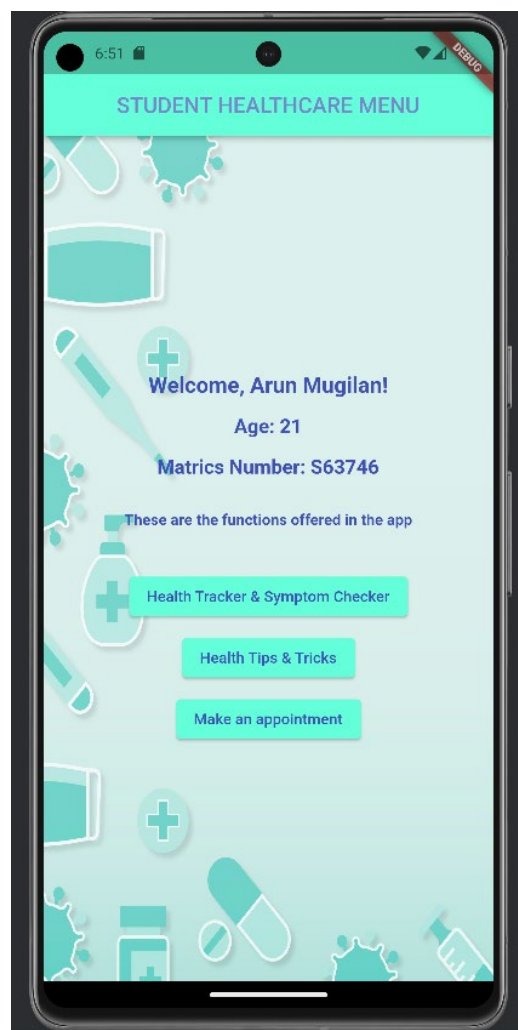 6:51
DEBUG
STUDENT HEALTHCARE MENU
Welcome, Arun Mugilan!
Age: 21
Matrics Number: S63746
These are the functions offered in the app
Health Tracker & Symptom Checker
Health Tips & Tricks
Make an appointment